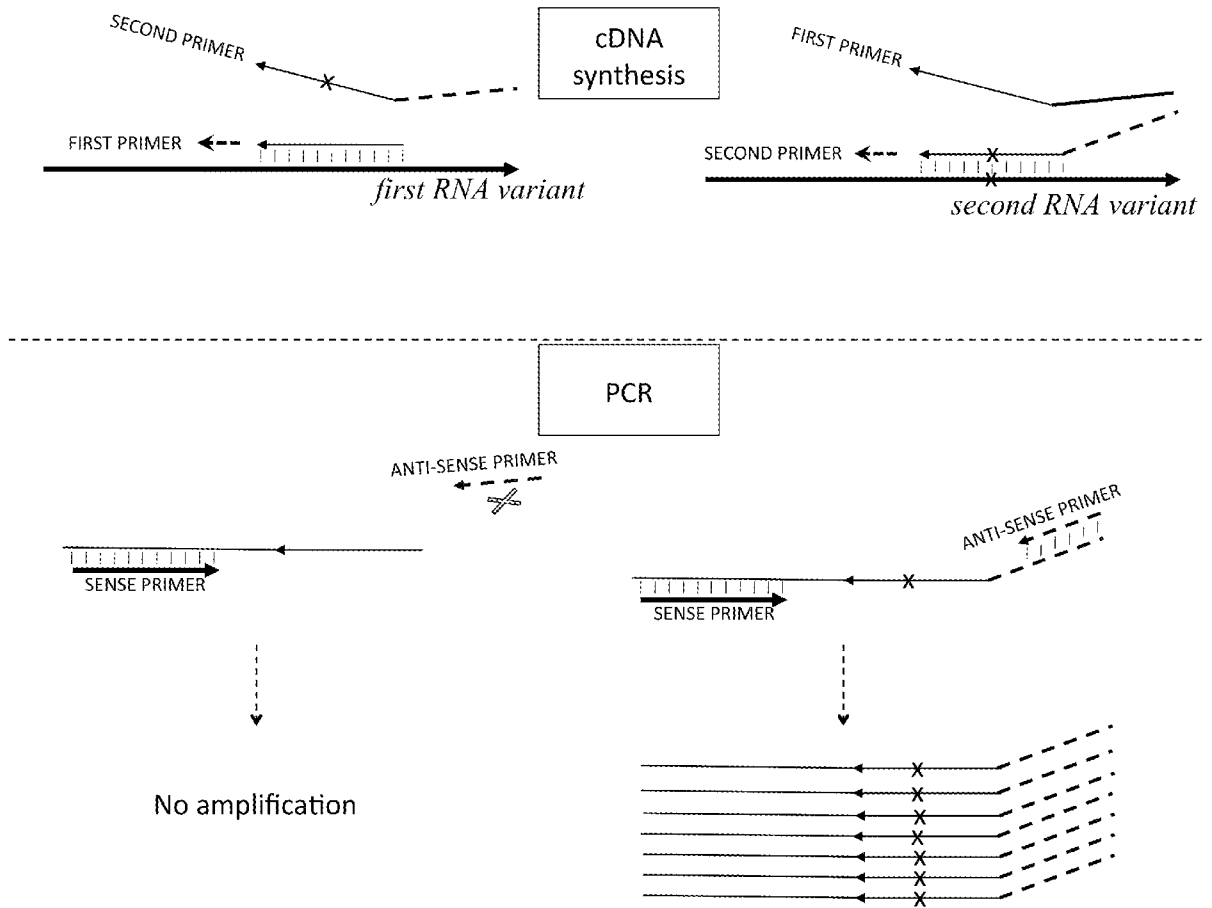 SECOND PRIMER
cDNA
synthesis
FIRST PRIMER
FIRST PRIMER
first RNA variant
X
SECOND PRIMER
X
X
second RNA variant
PCR
ANTI-SENSE PRIMER
X
SENSE PRIMER
ANTI-SENSE PRIMER
X
SENSE PRIMER
No amplification
X
X
X
X
X
X
X